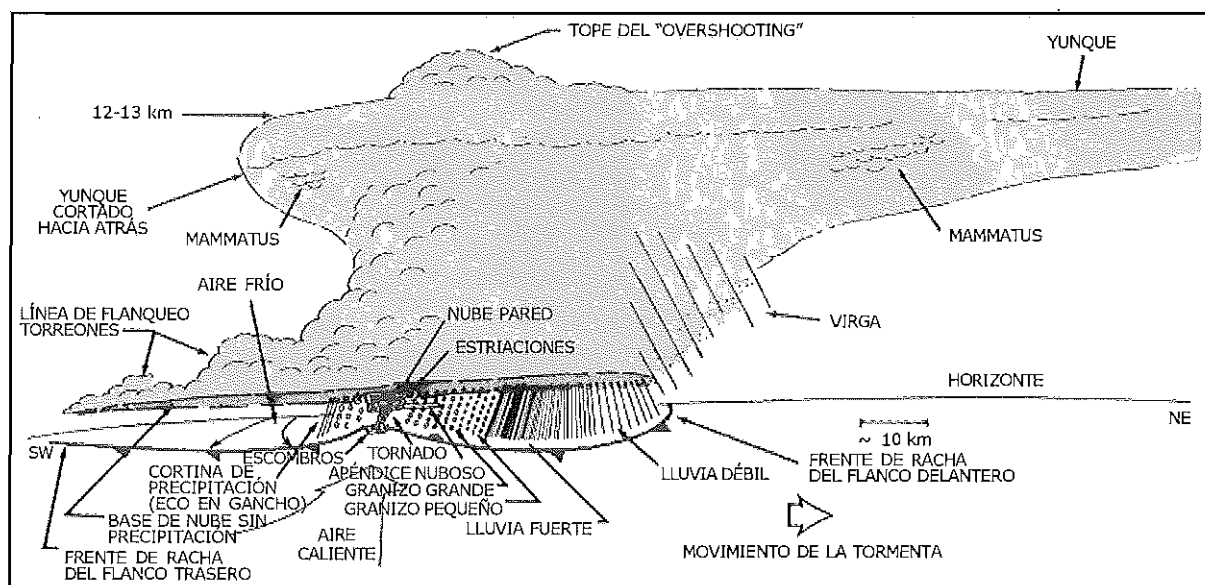 TOPE DEL "OVERSHOOTING"
YUNQUE
12-13 km
YUNQUE
CORTADO
HACIA ATRÁS
MAMMATUS
MAMMATUS
AIRE FRÍO
LÍNEA DE FLANQUEO
TORREONES
NUBE PARED
ESTRIACIONES
VIRGA
HORIZONTE
SW
NE
~ 10 km
ESCOMBROS
TORNADO
CORTINA DE
PRECIPITACIÓN
(ECO EN GANCHO)
APÉNDICE NUBOSO
GRANIZO GRANDE
GRANIZO PEQUEÑO
LLUVIA DÉBIL
FRENTE DE RACHA
DEL FLANCO DELANTERO
BASE DE NUBE SIN
PRECIPITACIÓN
AIRE
CALIENTE
LLUVIA FUERTE
FRENTE DE RACHA
DEL FLANCO TRASERO
MOVIMIENTO DE LA TORMENTA